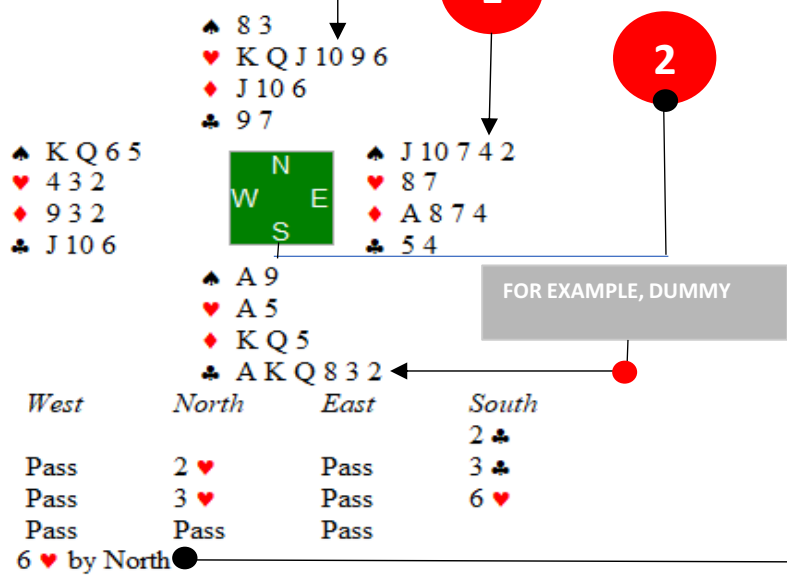 ♠ 8 3
♥ K Q J 10 9 6
♦ J 10 6
♣ 9 7
2
♠ K Q 6 5
♥ 4 3 2
♦ 9 3 2
♣ J 10 6
N
W E
S
♠ J 10 7 4 2
♥ 8 7
♦ A 8 7 4
♣ 5 4
♠ A 9
♥ A 5
♦ K Q 5
♣ A K Q 8 3 2
FOR EXAMPLE, DUMMY
West North East South
2 ♣
Pass 2 ♥ Pass 3 ♣
Pass 3 ♥ Pass 6 ♥
Pass Pass Pass
6 ♥ by North